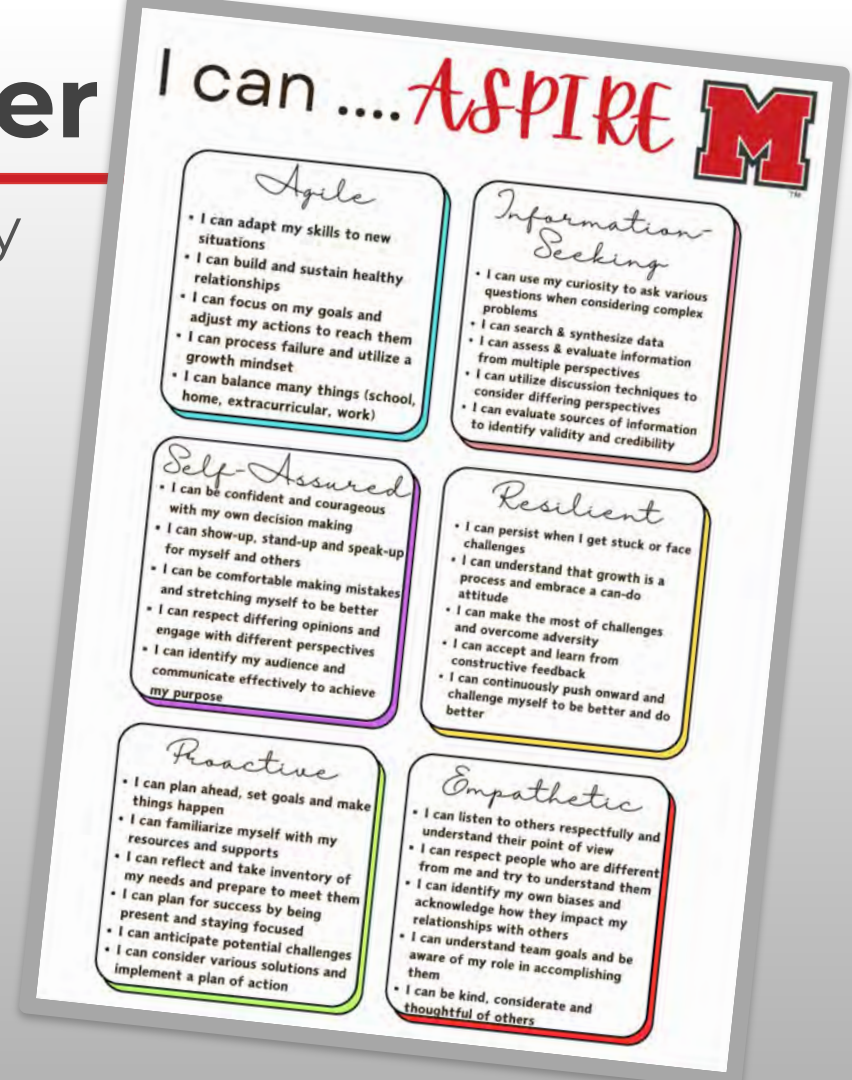 er
y
I can .... ASPIRE
M
TM
Agile
• I can adapt my skills to new
situations
• I can build and sustain healthy
relationships
• I can focus on my goals and
adjust my actions to reach them
• I can process failure and utilize a
growth mindset
• I can balance many things (school,
home, extracurricular, work)
Information-
Seeking
• I can use my curiosity to ask various
questions when considering complex
problems
• I can search & synthesize data
• I can assess & evaluate information
from multiple perspectives
• I can utilize discussion techniques to
consider differing perspectives
• I can evaluate sources of information
to identify validity and credibility
Self-Assured
• I can be confident and courageous
with my own decision making
• I can show-up, stand-up and speak-up
for myself and others
• I can be comfortable making mistakes
and stretching myself to be better
• I can respect differing opinions and
engage with different perspectives
• I can identify my audience and
communicate effectively to achieve
my purpose
Resilient
• I can persist when I get stuck or face
challenges
• I can understand that growth is a
process and embrace a can-do
attitude
• I can make the most of challenges
and overcome adversity
• I can accept and learn from
constructive feedback
• I can continuously push onward and
challenge myself to be better and do
better
Proactive
• I can plan ahead, set goals and make
things happen
• I can familiarize myself with my
resources and supports
• I can reflect and take inventory of
my needs and prepare to meet them
• I can plan for success by being
present and staying focused
• I can anticipate potential challenges
• I can consider various solutions and
implement a plan of action
Empathetic
• I can listen to others respectfully and
understand their point of view
• I can respect people who are different
from me and try to understand them
• I can identify my own biases and
acknowledge how they impact my
relationships with others
• I can understand team goals and be
aware of my role in accomplishing
them
• I can be kind, considerate and
thoughtful of others